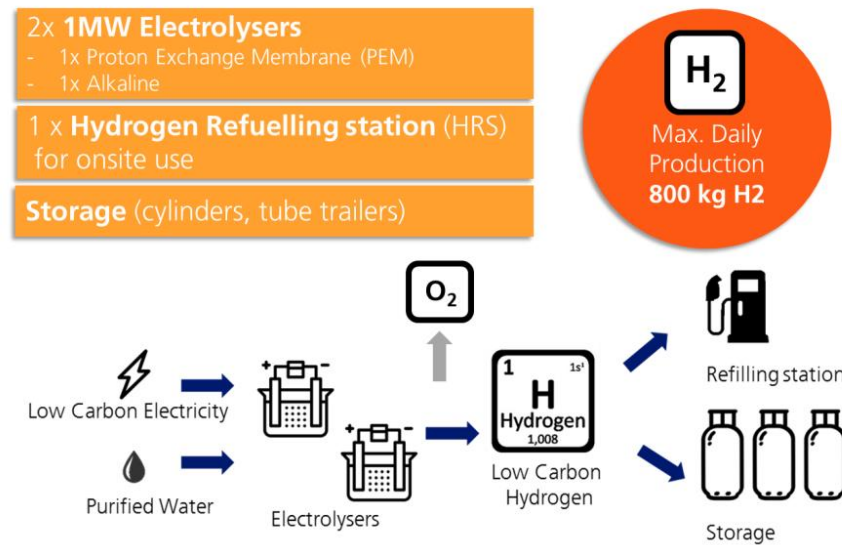 2x 1MW Electrolysers
- 1x Proton Exchange Membrane (PEM)
- 1x Alkaline
1 x Hydrogen Refuelling station (HRS)
for onsite use
Storage (cylinders, tube trailers)
H₂
Max. Daily
Production
800 kg H2
O₂
Low Carbon Electricity
Purified Water
+ -
+ -
Electrolysers
1 1s¹
H
Hydrogen
1,008
Low Carbon
Hydrogen
Refilling station
Storage